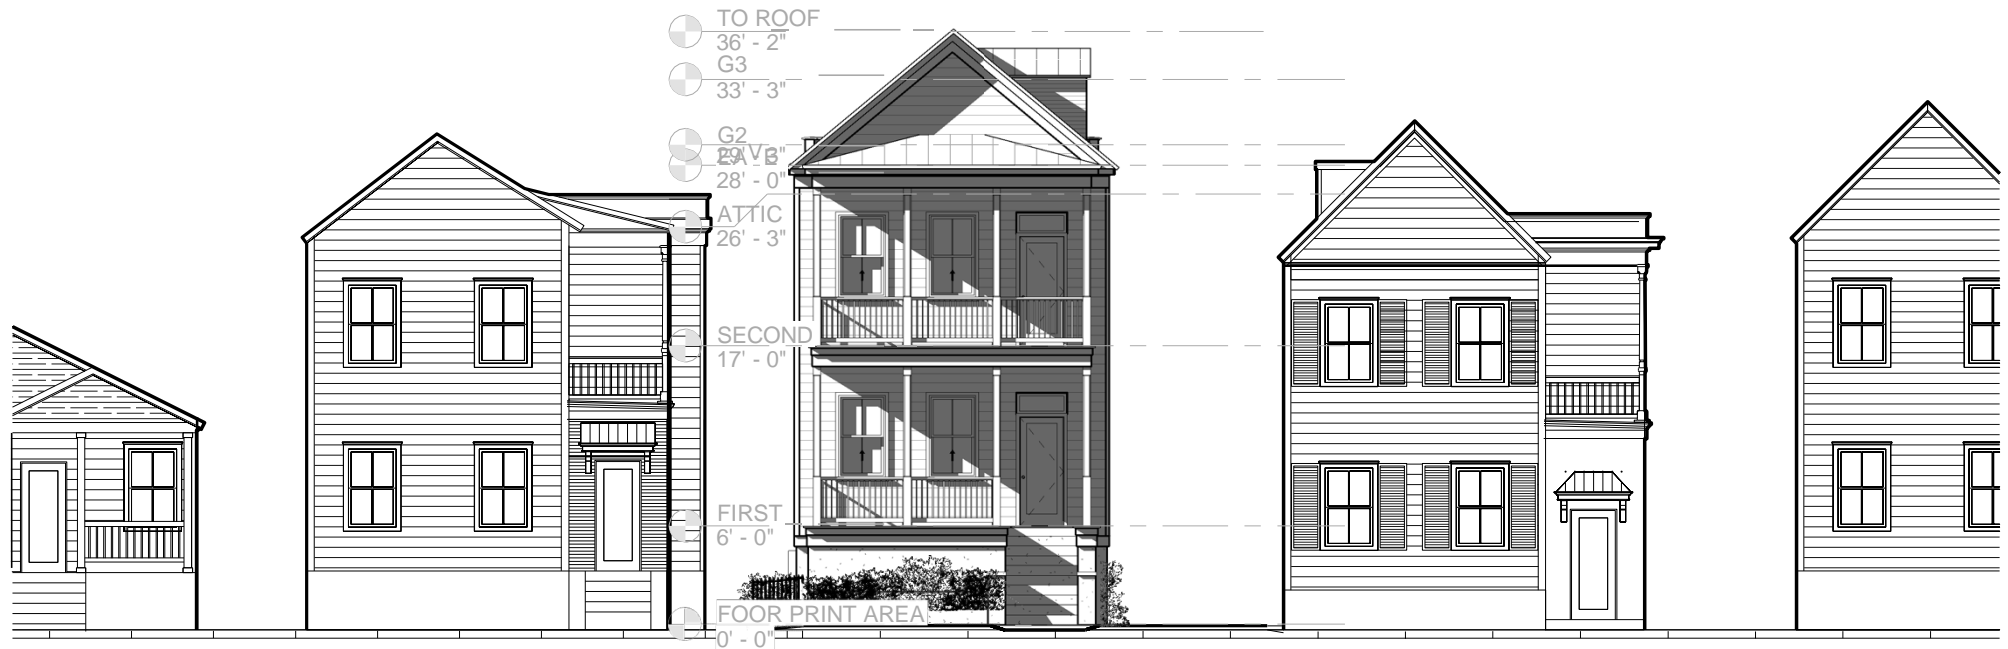 TO ROOF
36' - 2"
G3
33' - 3"
G2
28' - 0"
ATTIC
26' - 3"
SECOND
17' - 0"
FIRST
6' - 0"
FOOR PRINT AREA
0' - 0"